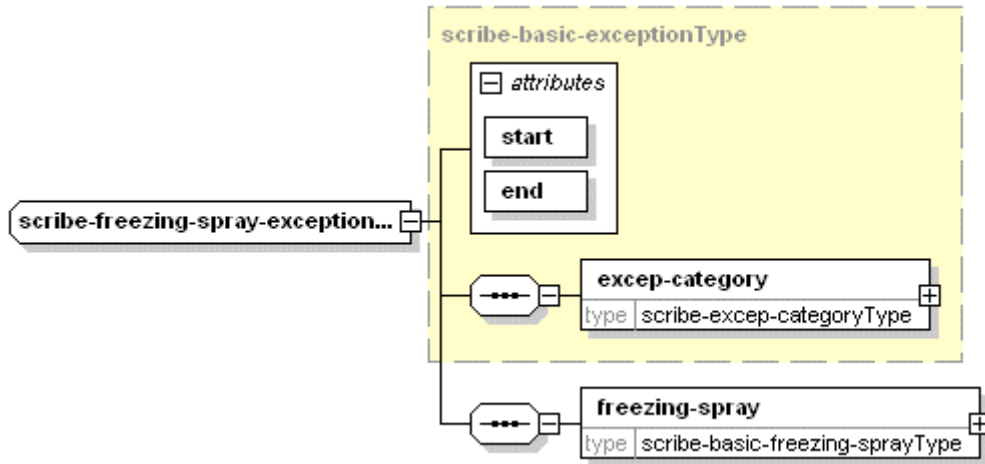 scribe-basic-exceptionType
attributes
start
end
scribe-freezing-spray-exception...
excep-category
type scribe-excep-categoryType
freezing-spray
type scribe-basic-freezing-sprayType